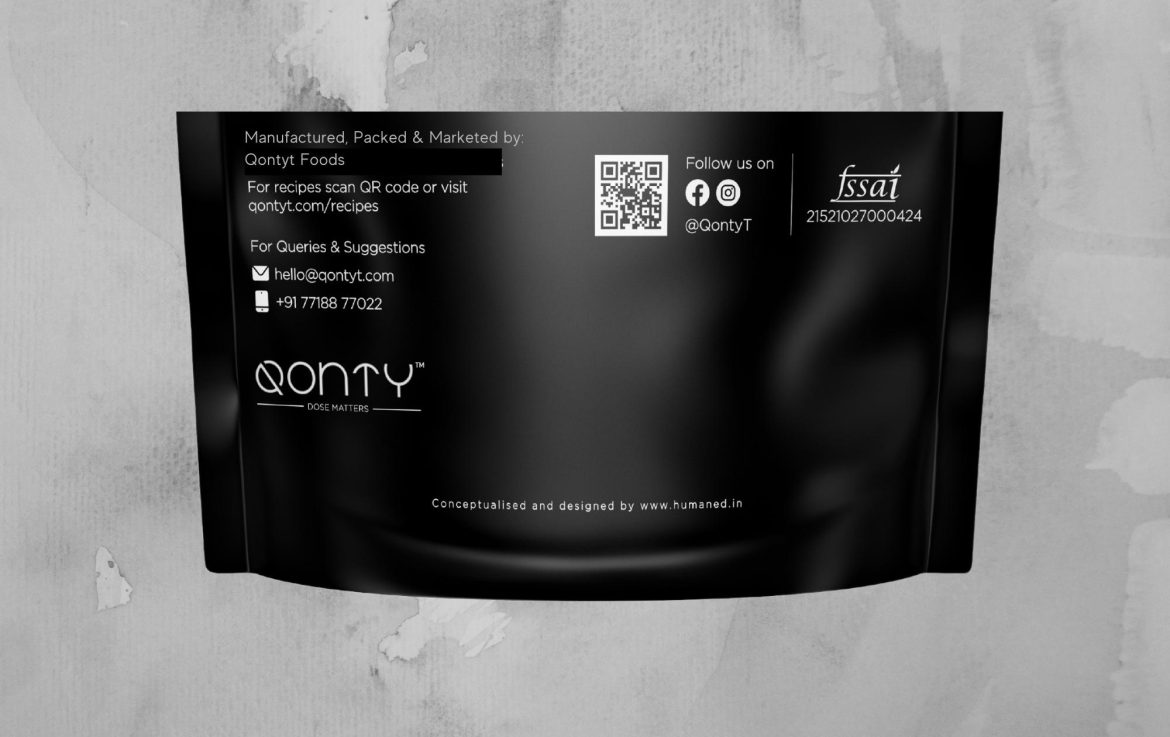 Manufactured, Packed & Marketed by:
Qontyt Foods
For recipes scan QR code or visit
qontyt.com/recipes
For Queries & Suggestions
hello@qontyt.com
+91 77188 77022
QONTY™
DOSE MATTERS
Follow us on
@QontyT
fssai
21521027000424
Conceptualised and designed by www.humaned.in